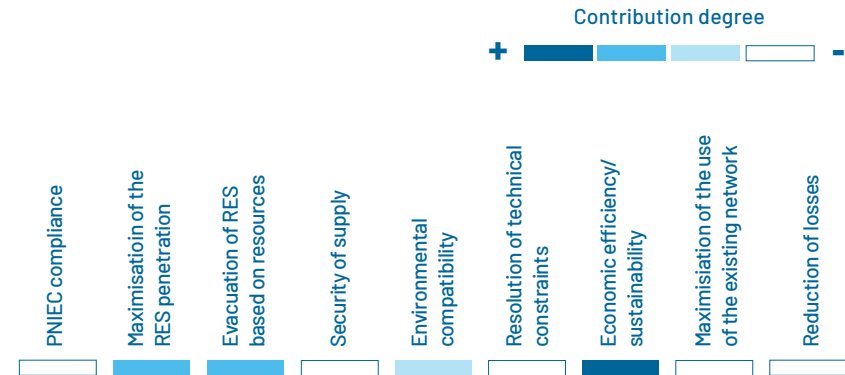 Contribution degree
+ -
PNIEC compliance
Maximisatioin of the
RES penetration
Evacuation of RES
based on resources
Security of supply
Environmental
compatibility
Resolution of technical
constraints
Economic efficiency/
sustainability
Maximisiation of the use
of the existing network
Reduction of losses